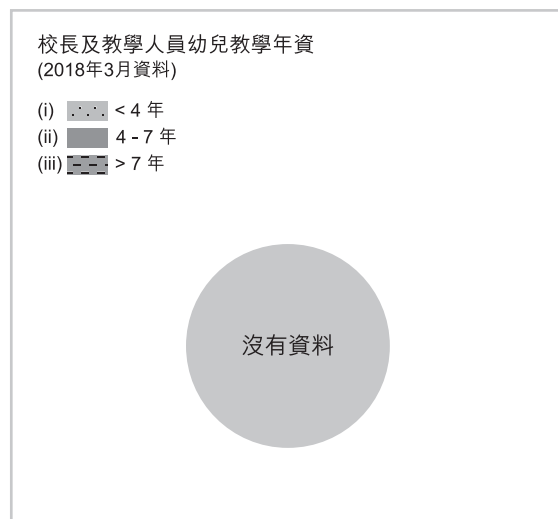 校長及教學人員幼兒教學年資
(2018年3月資料)
(i) < 4 年
(ii) 4 - 7 年
(iii) > 7 年
沒有資料